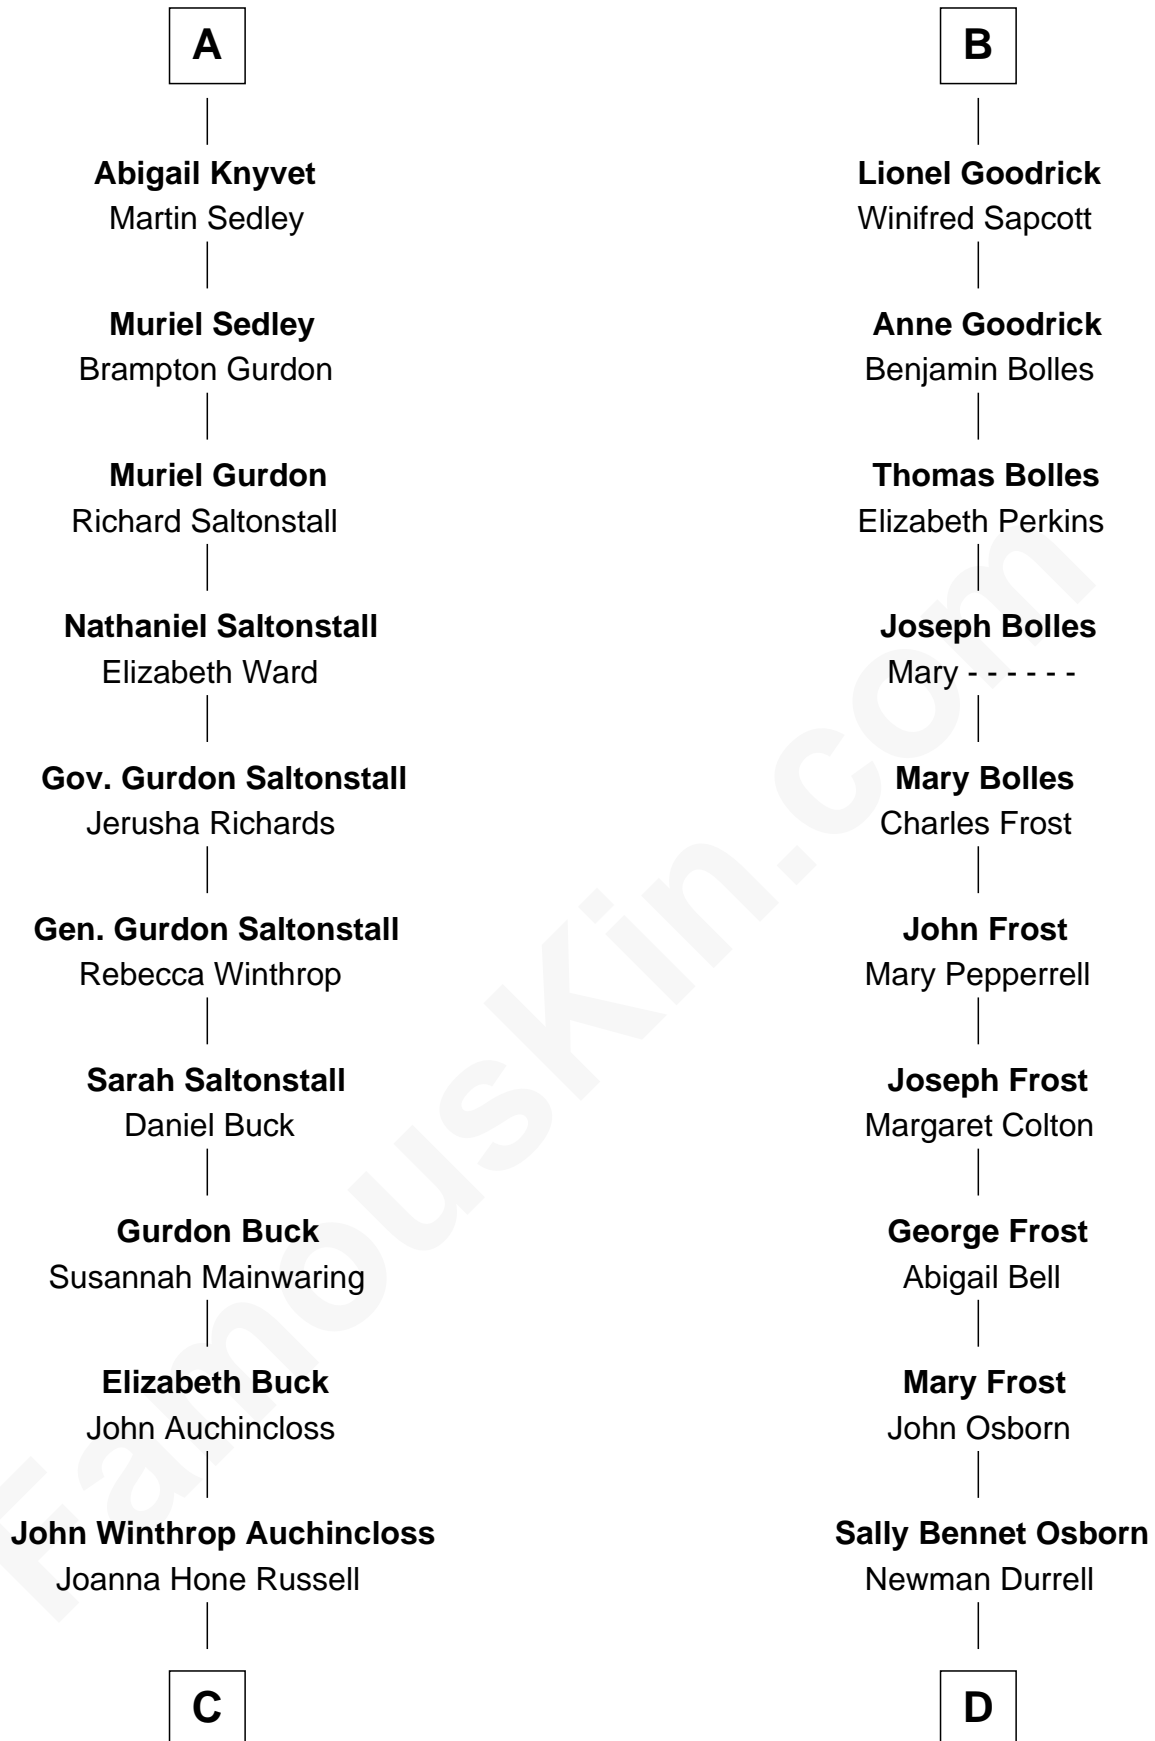 A
Abigail Knyvet
Martin Sedley
Muriel Sedley
Brampton Gurdon
Muriel Gurdon
Richard Saltonstall
Nathaniel Saltonstall
Elizabeth Ward
Gov. Gurdon Saltonstall
Jerusha Richards
Gen. Gurdon Saltonstall
Rebecca Winthrop
Sarah Saltonstall
Daniel Buck
Gurdon Buck
Susannah Mainwaring
Elizabeth Buck
John Auchincloss
John Winthrop Auchincloss
Joanna Hone Russell
C
B
Lionel Goodrick
Winifred Sapcott
Anne Goodrick
Benjamin Bolles
Thomas Bolles
Elizabeth Perkins
Joseph Bolles
Mary - - - - - -
Mary Bolles
Charles Frost
John Frost
Mary Pepperrell
Joseph Frost
Margaret Colton
George Frost
Abigail Bell
Mary Frost
John Osborn
Sally Bennet Osborn
Newman Durrell
D
FamousKin.com